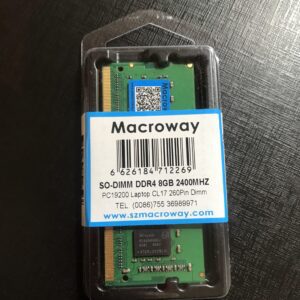 Macroway
6 626184 712269
SO-DIMM DDR4 8GB 2400MHZ
PC19200 Laptop CL17 260Pin Dimm
TEL (0086)755 36989971
www.szmacroway.com